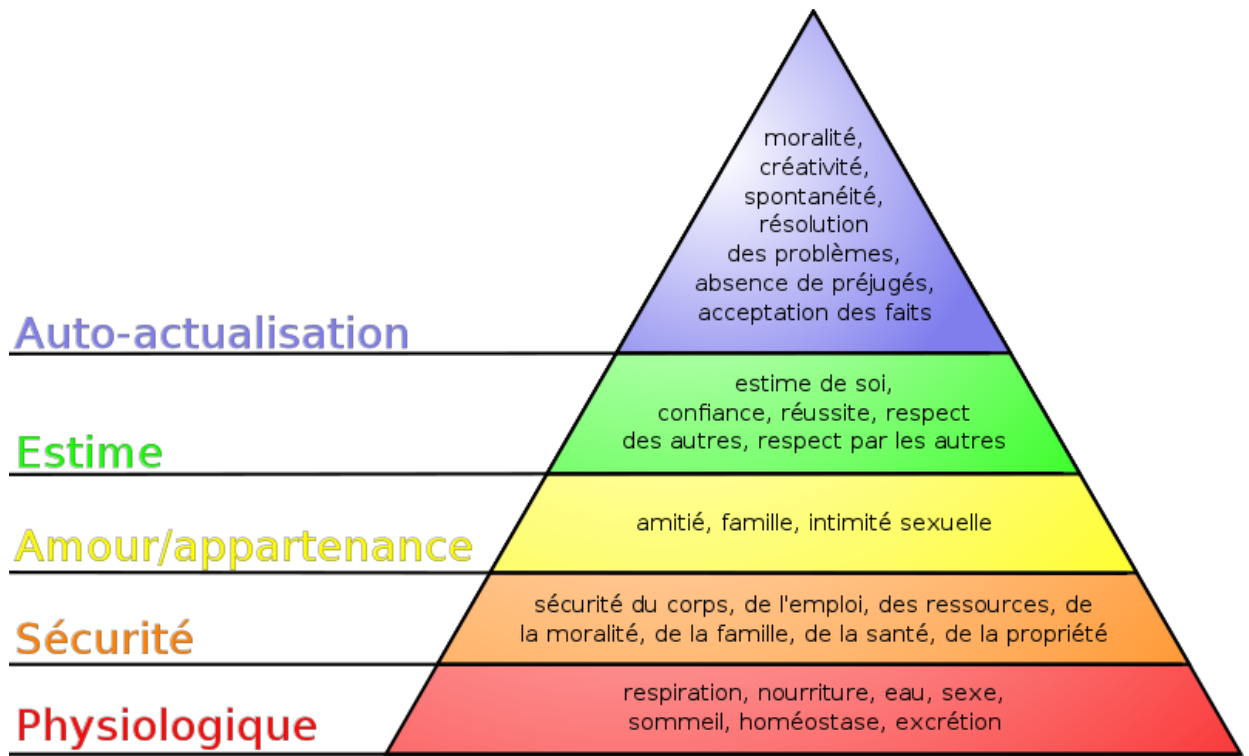 moralité,
créativité,
spontanéité,
résolution
des problèmes,
absence de préjugés,
acceptation des faits
Auto-actualisation
estime de soi,
confiance, réussite, respect
des autres, respect par les autres
Estime
amitié, famille, intimité sexuelle
Amour/appartenance
sécurité du corps, de l'emploi, des ressources, de
la moralité, de la famille, de la santé, de la propriété
Sécurité
respiration, nourriture, eau, sexe,
sommeil, homéostase, excrétion
Physiologique